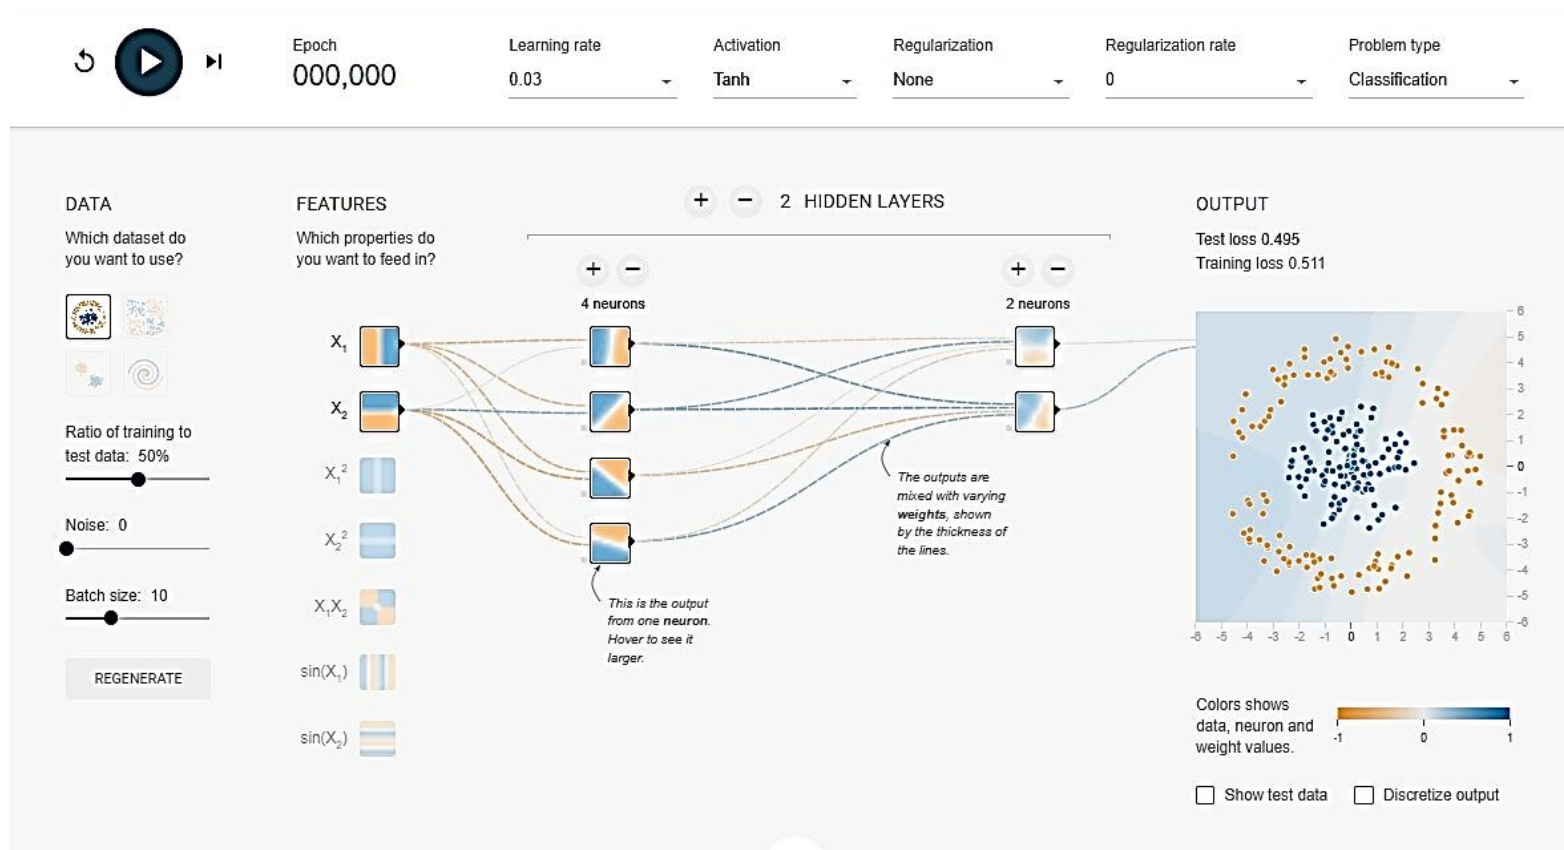 Epoch
000,000
Learning rate
0.03
Activation
Tanh
Regularization
None
Regularization rate
0
Problem type
Classification
DATA
Which dataset do
you want to use?
Ratio of training to
test data: 50%
Noise: 0
Batch size: 10
REGENERATE
FEATURES
Which properties do
you want to feed in?
X₁
X₂
X₁²
X₂²
X₁X₂
sin(X₁)
sin(X₂)
+ − 2 HIDDEN LAYERS
+ −
4 neurons
+ −
2 neurons
This is the output
from one neuron.
Hover to see it
larger.
The outputs are
mixed with varying
weights, shown
by the thickness of
the lines.
OUTPUT
Test loss 0.495
Training loss 0.511
6
5
4
3
2
1
0
-1
-2
-3
-4
-5
-6
-6 -5 -4 -3 -2 -1 0 1 2 3 4 5 6
Colors shows
data, neuron and
weight values.
-1 0 1
Show test data
Discretize output